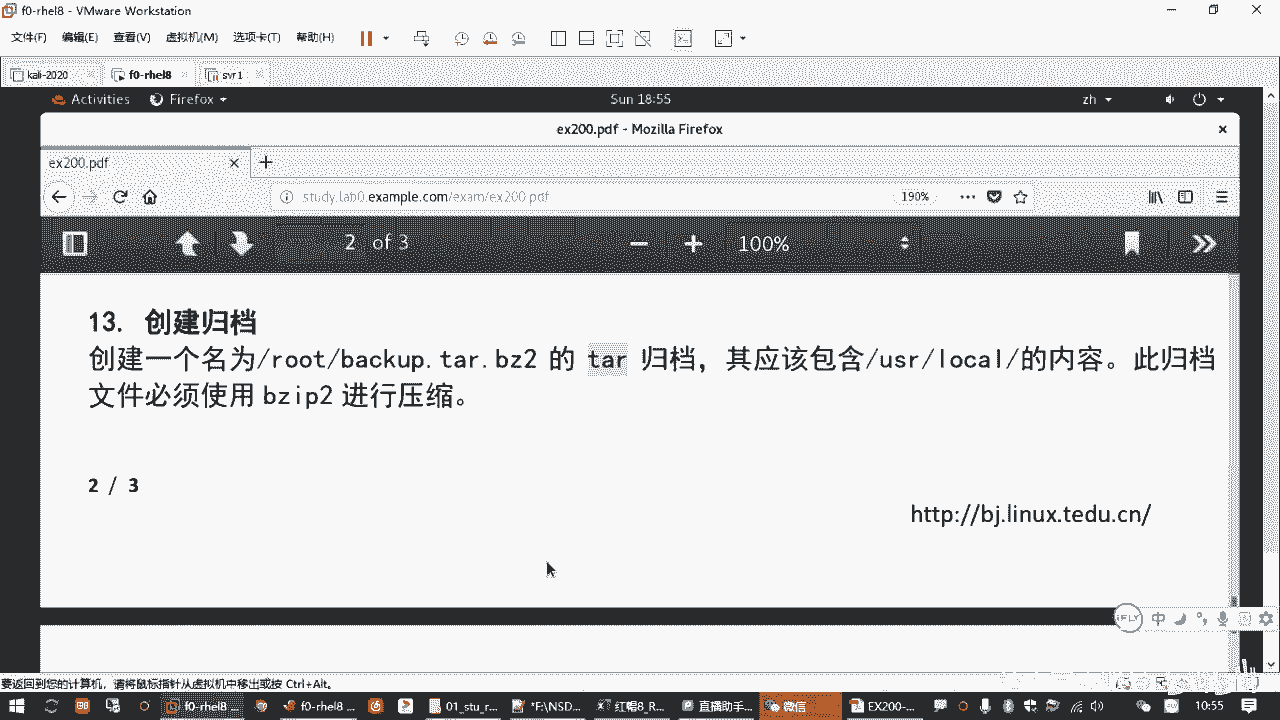 f0-rhel8 - VMware Workstation
文件(F) 编辑(E) 查看(V) 虚拟机(M) 选项卡(T) 帮助(H)
kali-2020 f0-rhel8 svr1
Activities Firefox Sun 18:55 zh
ex200.pdf - Mozilla Firefox
ex200.pdf
study.lab0.example.com/exam/ex200.pdf 190%
2 of 3 100%
13. 创建归档
创建一个名为/root/backup.tar.bz2 的 tar 归档，其应该包含/usr/local/的内容。此归档
文件必须使用 bzip2 进行压缩。
2 / 3
http://bj.linux.tedu.cn/
iFLY 中
要返回到您的计算机，请将鼠标指针从虚拟机中移出或按 Ctrl+Alt。
f0-rhel8 ... f0-rhel8 ... 01_stu_r... *F:\NSD... 红帽8_R... 直播助手... 微信 EX200-... 10:55